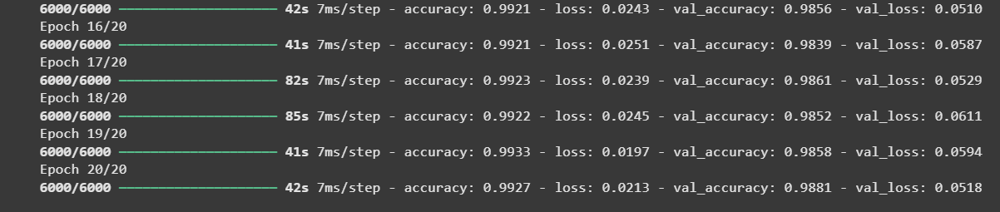 6000/6000 ━━━━━━━━━━━━━━━━━━━━ 42s 7ms/step - accuracy: 0.9921 - loss: 0.0243 - val_accuracy: 0.9856 - val_loss: 0.0510
Epoch 16/20
6000/6000 ━━━━━━━━━━━━━━━━━━━━ 41s 7ms/step - accuracy: 0.9921 - loss: 0.0251 - val_accuracy: 0.9839 - val_loss: 0.0587
Epoch 17/20
6000/6000 ━━━━━━━━━━━━━━━━━━━━ 82s 7ms/step - accuracy: 0.9923 - loss: 0.0239 - val_accuracy: 0.9861 - val_loss: 0.0529
Epoch 18/20
6000/6000 ━━━━━━━━━━━━━━━━━━━━ 85s 7ms/step - accuracy: 0.9922 - loss: 0.0245 - val_accuracy: 0.9852 - val_loss: 0.0611
Epoch 19/20
6000/6000 ━━━━━━━━━━━━━━━━━━━━ 41s 7ms/step - accuracy: 0.9933 - loss: 0.0197 - val_accuracy: 0.9858 - val_loss: 0.0594
Epoch 20/20
6000/6000 ━━━━━━━━━━━━━━━━━━━━ 42s 7ms/step - accuracy: 0.9927 - loss: 0.0213 - val_accuracy: 0.9881 - val_loss: 0.0518